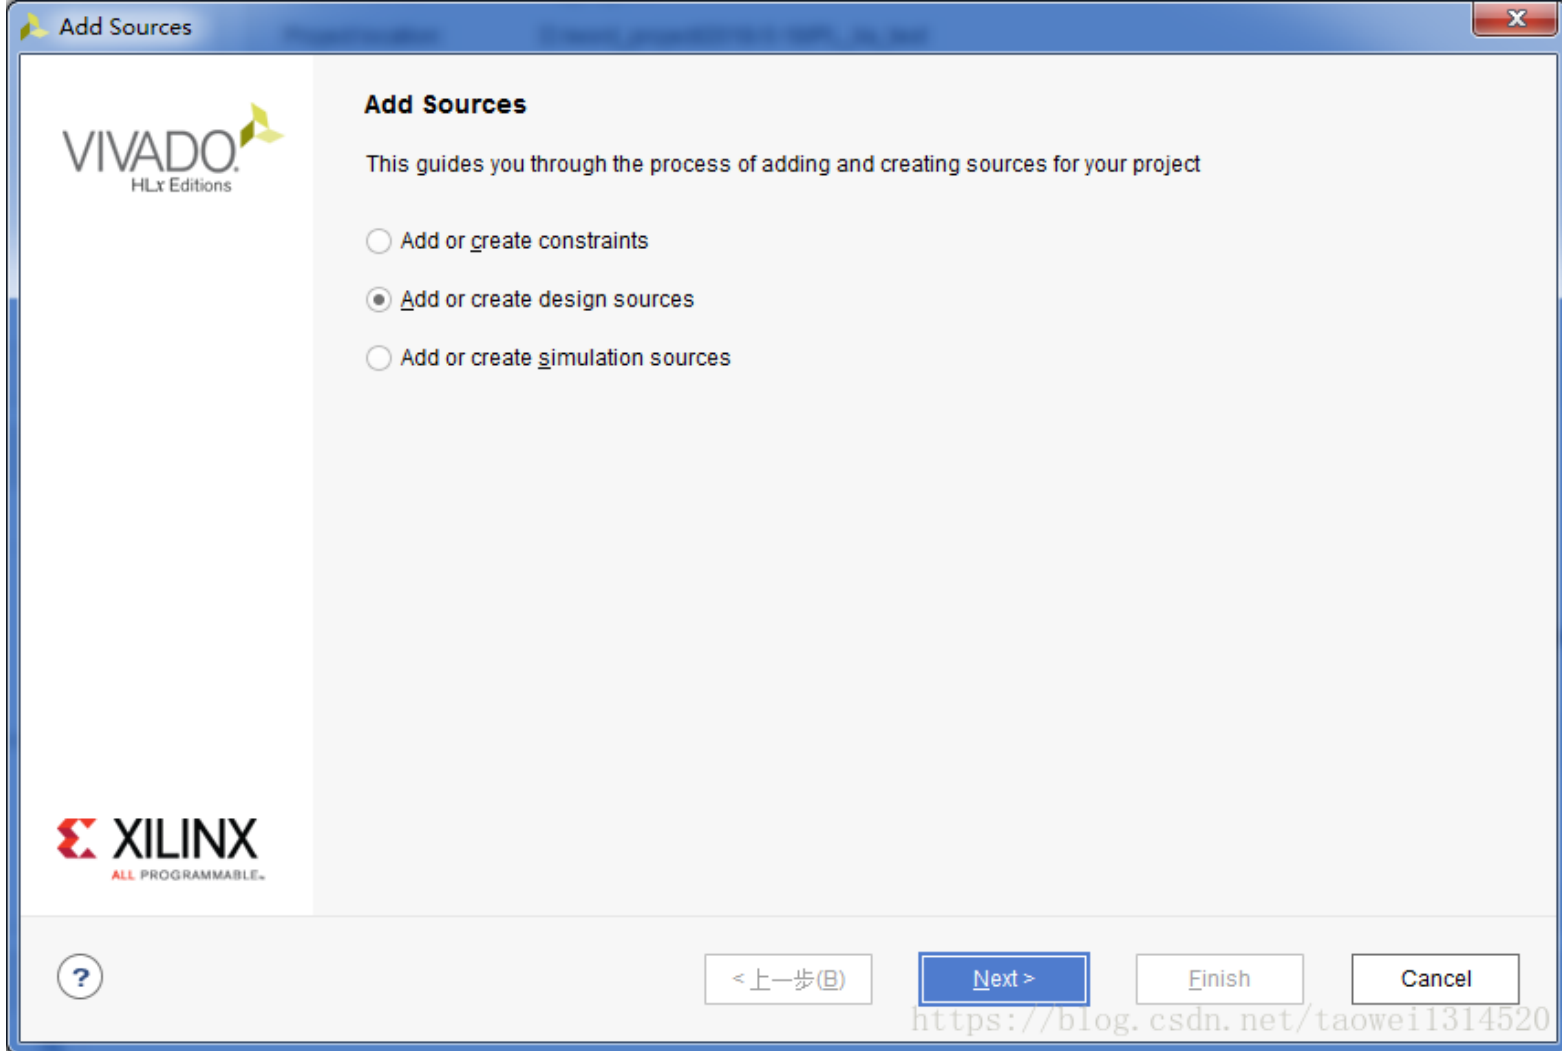 Add Sources
VIVADO.
HLx Editions
Add Sources
This guides you through the process of adding and creating sources for your project
Add or create constraints
Add or create design sources
Add or create simulation sources
XILINX
ALL PROGRAMMABLE™
?
< 上一步(B)
Next >
Finish
Cancel
https://blog.csdn.net/taowei1314520